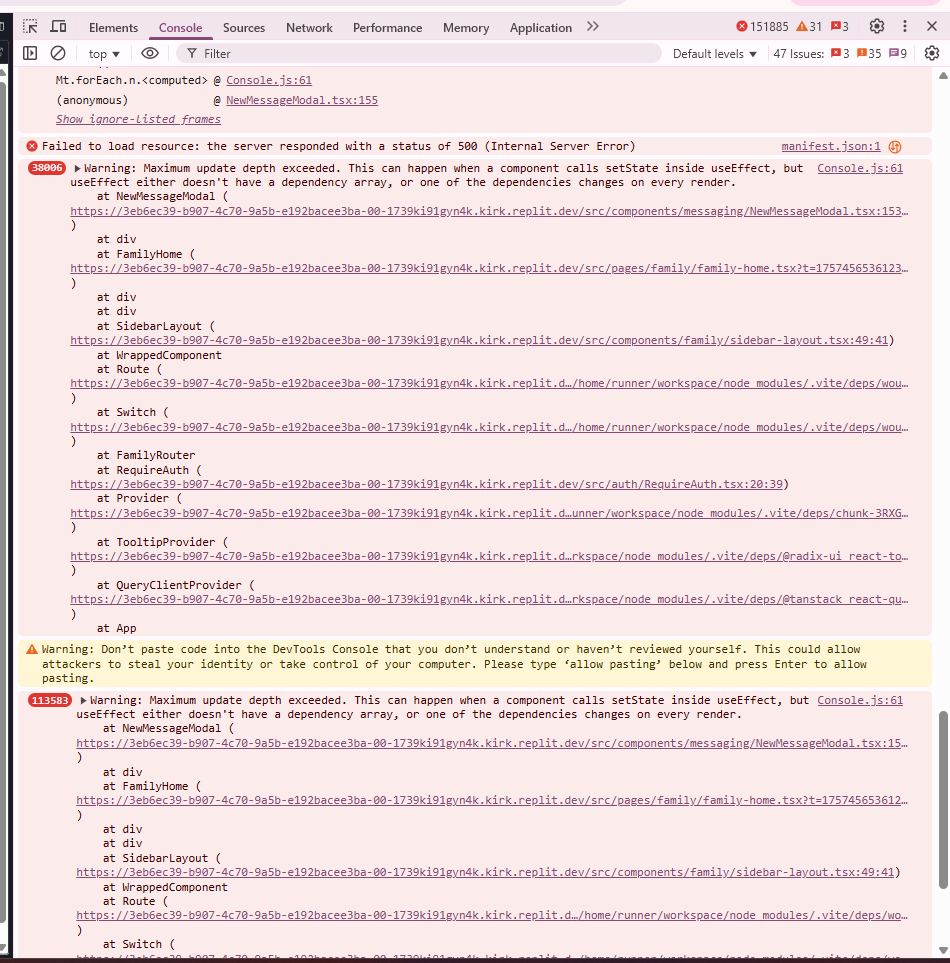 Elements Console Sources Network Performance Memory Application 151885 31 3
top Filter Default levels 47 Issues: 3 35 9
Mt.forEach.n.<computed> @ Console.js:61
(anonymous) @ NewMessageModal.tsx:155
Show ignore-listed frames
Failed to load resource: the server responded with a status of 500 (Internal Server Error) manifest.json:1
38006 Warning: Maximum update depth exceeded. This can happen when a component calls setState inside useEffect, but Console.js:61
useEffect either doesn't have a dependency array, or one of the dependencies changes on every render.
at NewMessageModal (
https://3eb6ec39-b907-4c70-9a5b-e192bacee3ba-00-1739ki91gyn4k.kirk.replit.dev/src/components/messaging/NewMessageModal.tsx:153…
)
at div
at FamilyHome (
https://3eb6ec39-b907-4c70-9a5b-e192bacee3ba-00-1739ki91gyn4k.kirk.replit.dev/src/pages/family/family-home.tsx?t=1757456536123…
)
at div
at div
at SidebarLayout (
https://3eb6ec39-b907-4c70-9a5b-e192bacee3ba-00-1739ki91gyn4k.kirk.replit.dev/src/components/family/sidebar-layout.tsx:49:41)
at WrappedComponent
at Route (
https://3eb6ec39-b907-4c70-9a5b-e192bacee3ba-00-1739ki91gyn4k.kirk.replit.d…/home/runner/workspace/node_modules/.vite/deps/wou…
)
at Switch (
https://3eb6ec39-b907-4c70-9a5b-e192bacee3ba-00-1739ki91gyn4k.kirk.replit.d…/home/runner/workspace/node_modules/.vite/deps/wou…
)
at FamilyRouter
at RequireAuth (
https://3eb6ec39-b907-4c70-9a5b-e192bacee3ba-00-1739ki91gyn4k.kirk.replit.dev/src/auth/RequireAuth.tsx:20:39)
at Provider (
https://3eb6ec39-b907-4c70-9a5b-e192bacee3ba-00-1739ki91gyn4k.kirk.replit.d…unner/workspace/node_modules/.vite/deps/chunk-3RXG…
)
at TooltipProvider (
https://3eb6ec39-b907-4c70-9a5b-e192bacee3ba-00-1739ki91gyn4k.kirk.replit.d…rkspace/node_modules/.vite/deps/@radix-ui_react-to…
)
at QueryClientProvider (
https://3eb6ec39-b907-4c70-9a5b-e192bacee3ba-00-1739ki91gyn4k.kirk.replit.d…rkspace/node_modules/.vite/deps/@tanstack_react-qu…
)
at App
Warning: Don’t paste code into the DevTools Console that you don’t understand or haven’t reviewed yourself. This could allow
attackers to steal your identity or take control of your computer. Please type ‘allow pasting’ below and press Enter to allow
pasting.
113583 Warning: Maximum update depth exceeded. This can happen when a component calls setState inside useEffect, but Console.js:61
useEffect either doesn't have a dependency array, or one of the dependencies changes on every render.
at NewMessageModal (
https://3eb6ec39-b907-4c70-9a5b-e192bacee3ba-00-1739ki91gyn4k.kirk.replit.dev/src/components/messaging/NewMessageModal.tsx:15…
)
at div
at FamilyHome (
https://3eb6ec39-b907-4c70-9a5b-e192bacee3ba-00-1739ki91gyn4k.kirk.replit.dev/src/pages/family/family-home.tsx?t=175745653612…
)
at div
at div
at SidebarLayout (
https://3eb6ec39-b907-4c70-9a5b-e192bacee3ba-00-1739ki91gyn4k.kirk.replit.dev/src/components/family/sidebar-layout.tsx:49:41)
at WrappedComponent
at Route (
https://3eb6ec39-b907-4c70-9a5b-e192bacee3ba-00-1739ki91gyn4k.kirk.replit.d…/home/runner/workspace/node_modules/.vite/deps/wo…
)
at Switch (